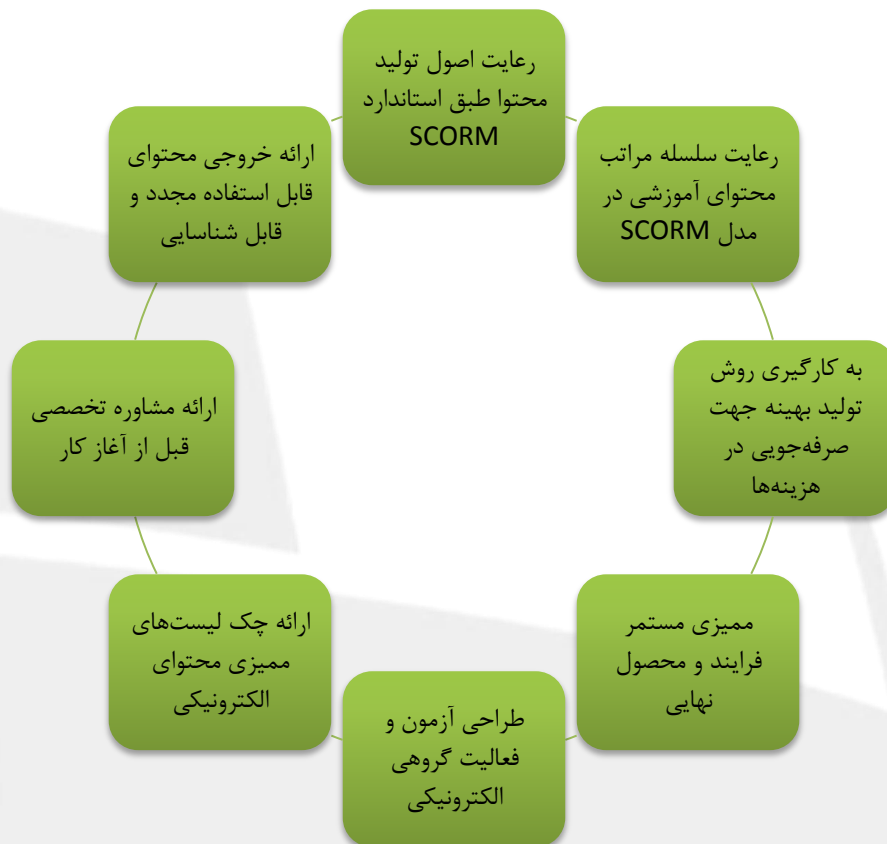 رعایت اصول تولید
محتوا طبق استاندارد
SCORM
رعایت سلسله مراتب
محتوای آموزشی در
مدل SCORM
به کارگیری روش
تولید بهینه جهت
صرفه‌جویی در
هزینه‌ها
ممیزی مستمر
فرایند و محصول
نهایی
طراحی آزمون و
فعالیت گروهی
الکترونیکی
ارائه چک لیست‌های
ممیزی محتوای
الکترونیکی
ارائه مشاوره تخصصی
قبل از آغاز کار
ارائه خروجی محتوای
قابل استفاده مجدد و
قابل شناسایی